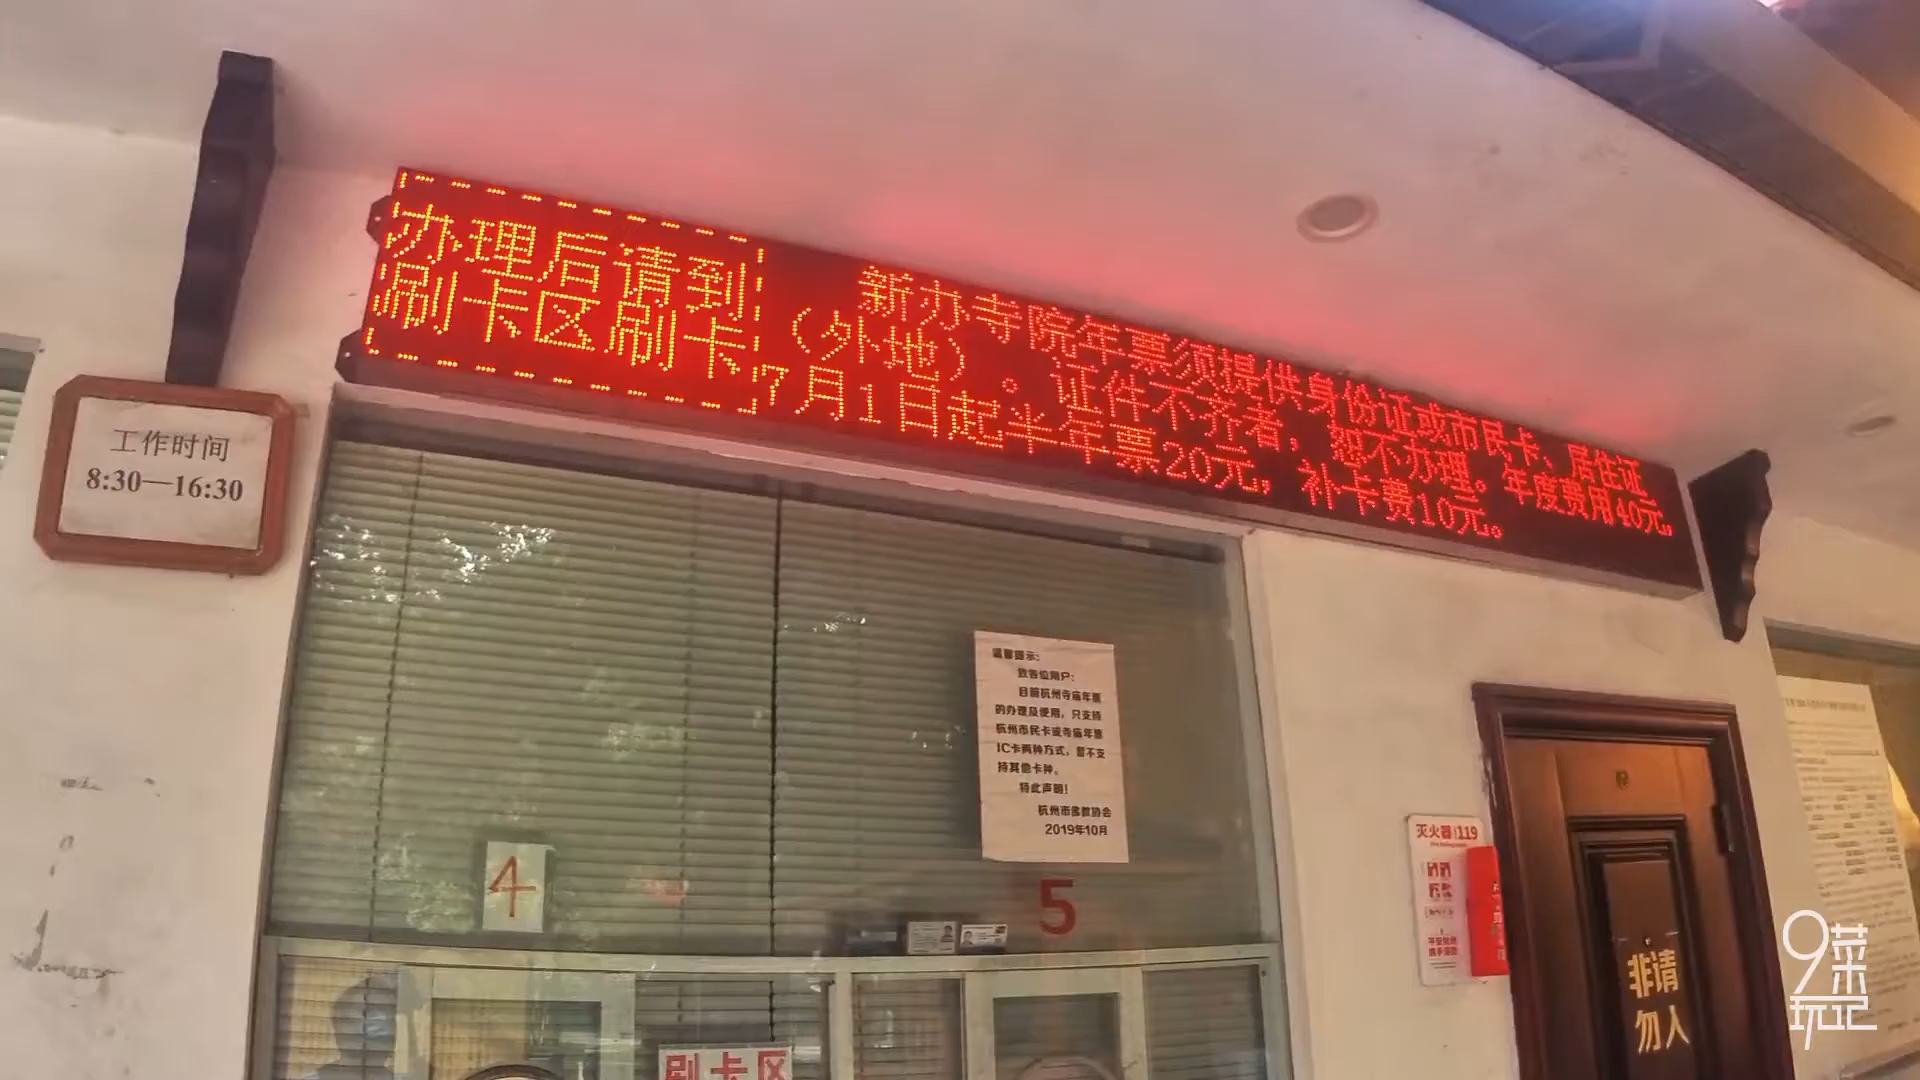 办理后请到
刷卡区刷卡
新办寺院年票须提供身份证或市民卡、居住证
（外地）。证件不齐者，恕不办理。年度费用40元，
7月1日起半年票20元，补卡费10元。
工作时间
8:30—16:30
温馨提示：
致各位用户：
目前杭州寺庙年票
的办理及使用，只支持
杭州市民卡或寺庙年票
IC卡两种方式，暂不支
持其他卡种。
特此声明！
杭州市佛教协会
2019年10月
4
5
刷卡区
灭火器 119
非请
勿入
9菜
玩记